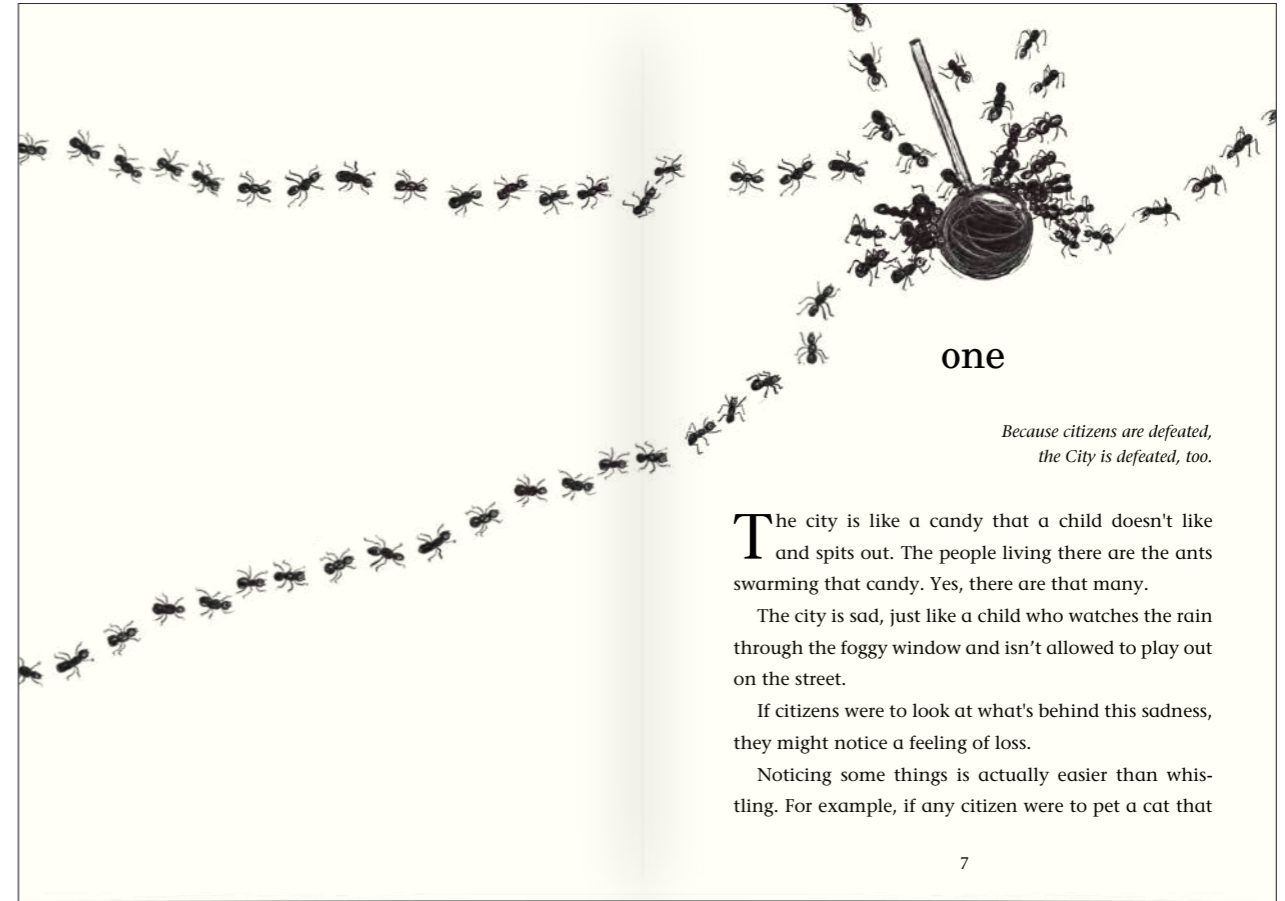 one
Because citizens are defeated,
the City is defeated, too.
The city is like a candy that a child doesn't like
and spits out. The people living there are the ants
swarming that candy. Yes, there are that many.
The city is sad, just like a child who watches the rain
through the foggy window and isn’t allowed to play out
on the street.
If citizens were to look at what's behind this sadness,
they might notice a feeling of loss.
Noticing some things is actually easier than whis-
tling. For example, if any citizen were to pet a cat that
7